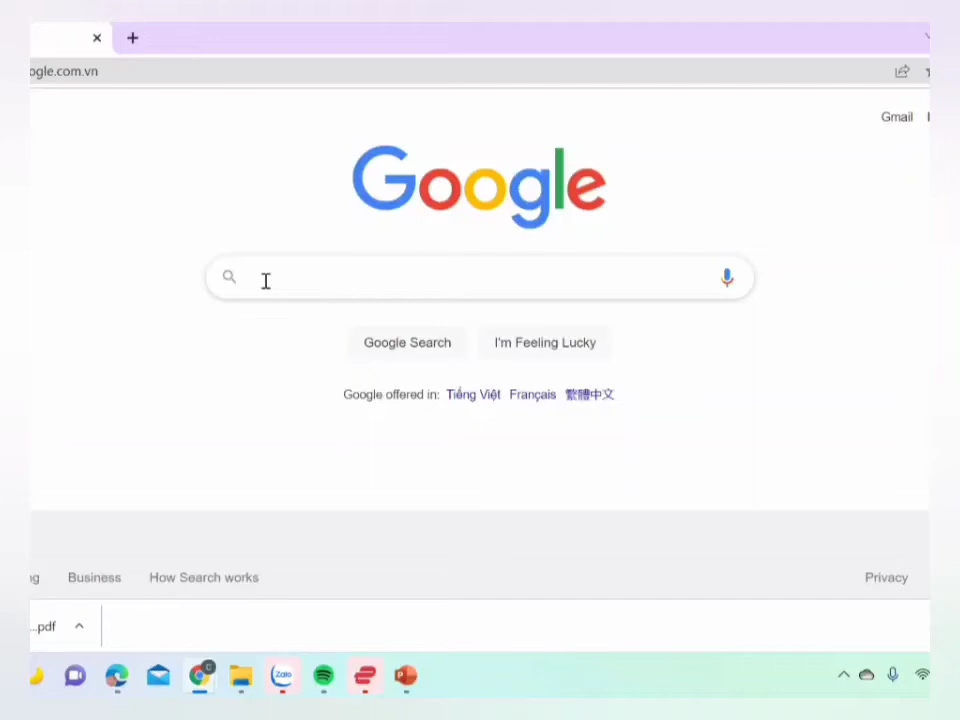 ogle.com.vn
Gmail
Google
Google Search
I'm Feeling Lucky
Google offered in: Tiếng Việt Français 繁體中文
ng Business How Search works
Privacy
...pdf
Zalo